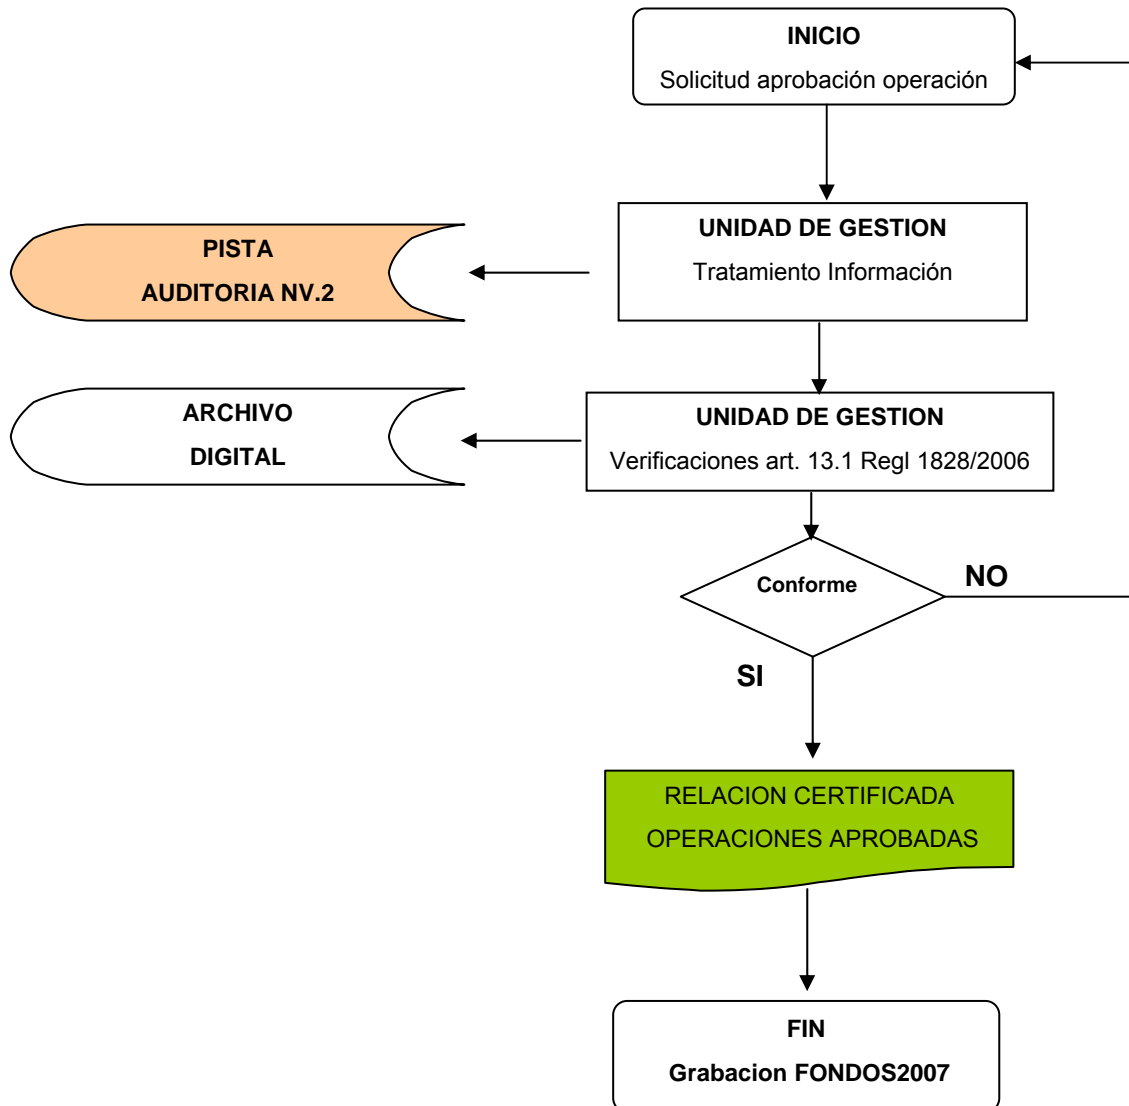 INICIO
Solicitud aprobación operación
UNIDAD DE GESTION
Tratamiento Información
PISTA
AUDITORIA NV.2
UNIDAD DE GESTION
Verificaciones art. 13.1 Regl 1828/2006
ARCHIVO
DIGITAL
Conforme
NO
SI
RELACION CERTIFICADA
OPERACIONES APROBADAS
FIN
Grabacion FONDOS2007